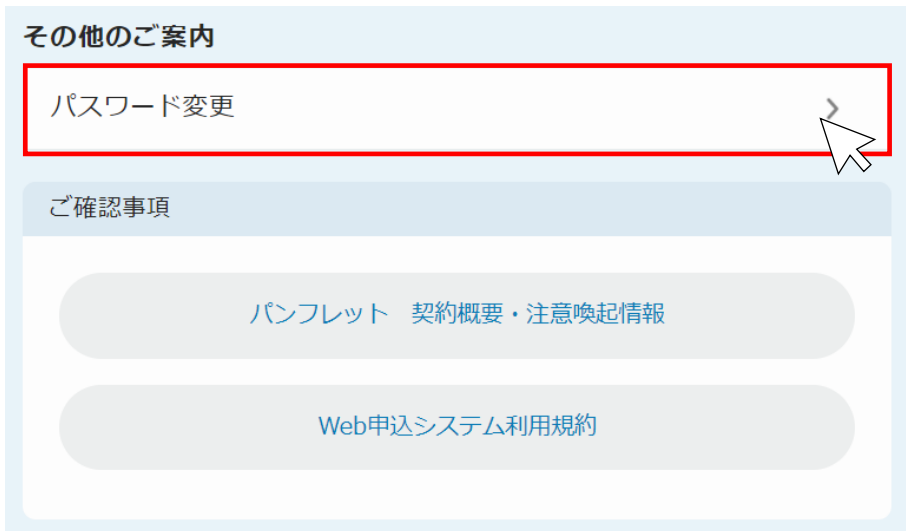 その他のご案内
パスワード変更
ご確認事項
パンフレット　契約概要・注意喚起情報
Web申込システム利用規約